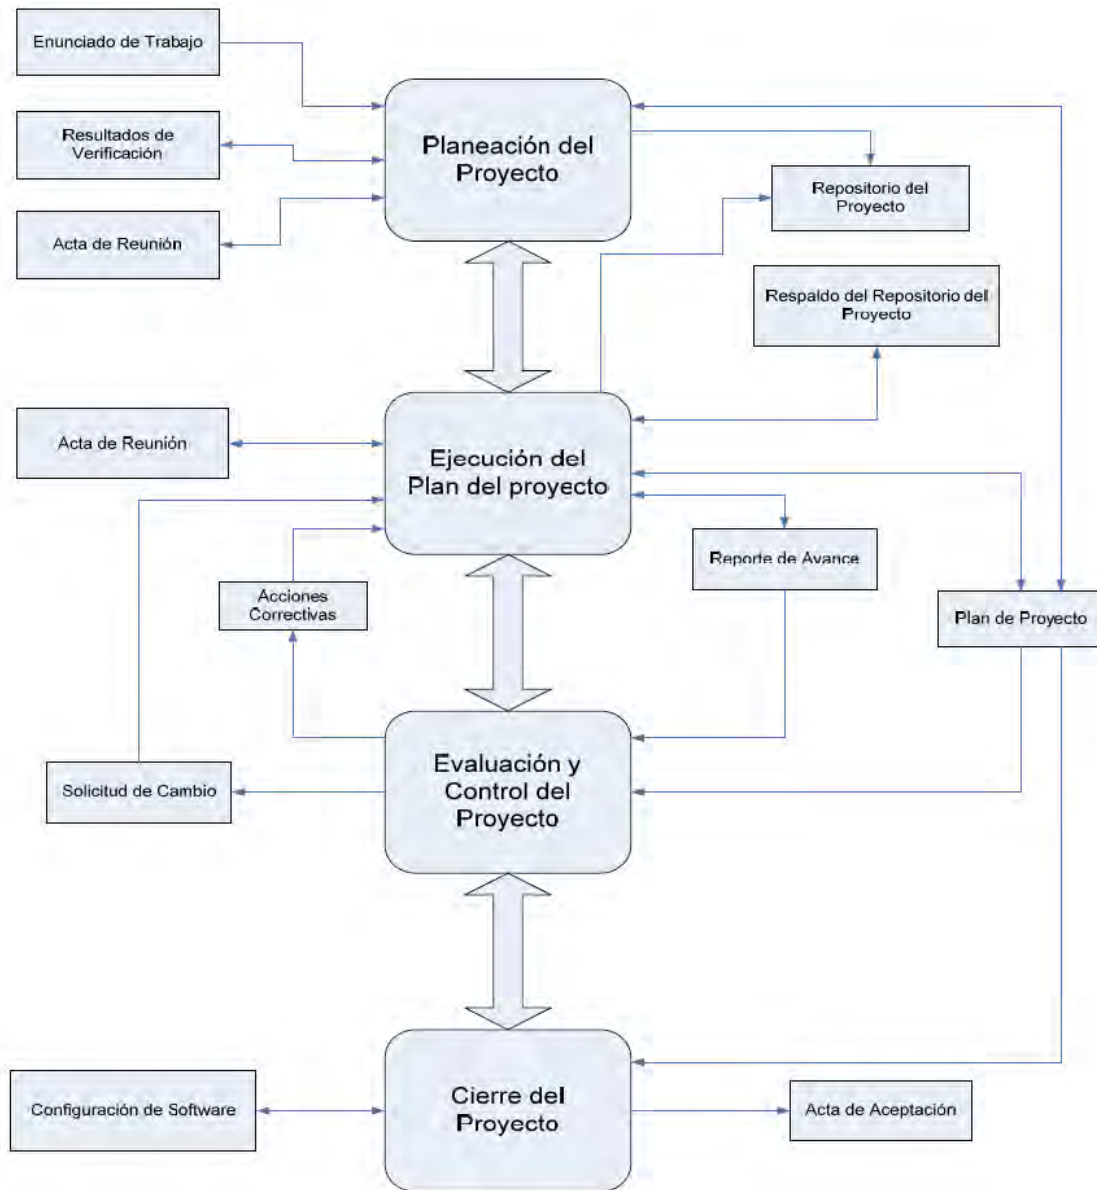 Enunciado de Trabajo
Planeación del
Proyecto
Resultados de
Verificación
Repositorio del
Proyecto
Acta de Reunión
Respaldo del Repositorio del
Proyecto
Acta de Reunión
Ejecución del
Plan del proyecto
Reporte de Avance
Acciones
Correctivas
Plan de Proyecto
Evaluación y
Control del
Proyecto
Solicitud de Cambio
Cierre del
Proyecto
Configuración de Software
Acta de Aceptación